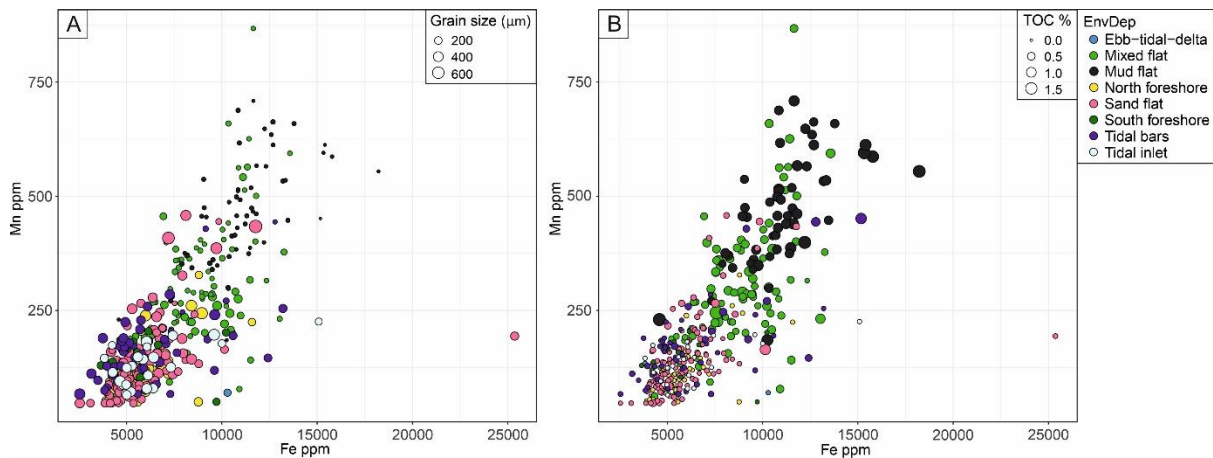 A
Grain size (µm)
200
400
600
Mn ppm
750
500
250
5000
10000
15000
20000
25000
Fe ppm
B
TOC %
0.0
0.5
1.0
1.5
EnvDep
Ebb-tidal-delta
Mixed flat
Mud flat
North foreshore
Sand flat
South foreshore
Tidal bars
Tidal inlet
Mn ppm
750
500
250
5000
10000
15000
20000
25000
Fe ppm